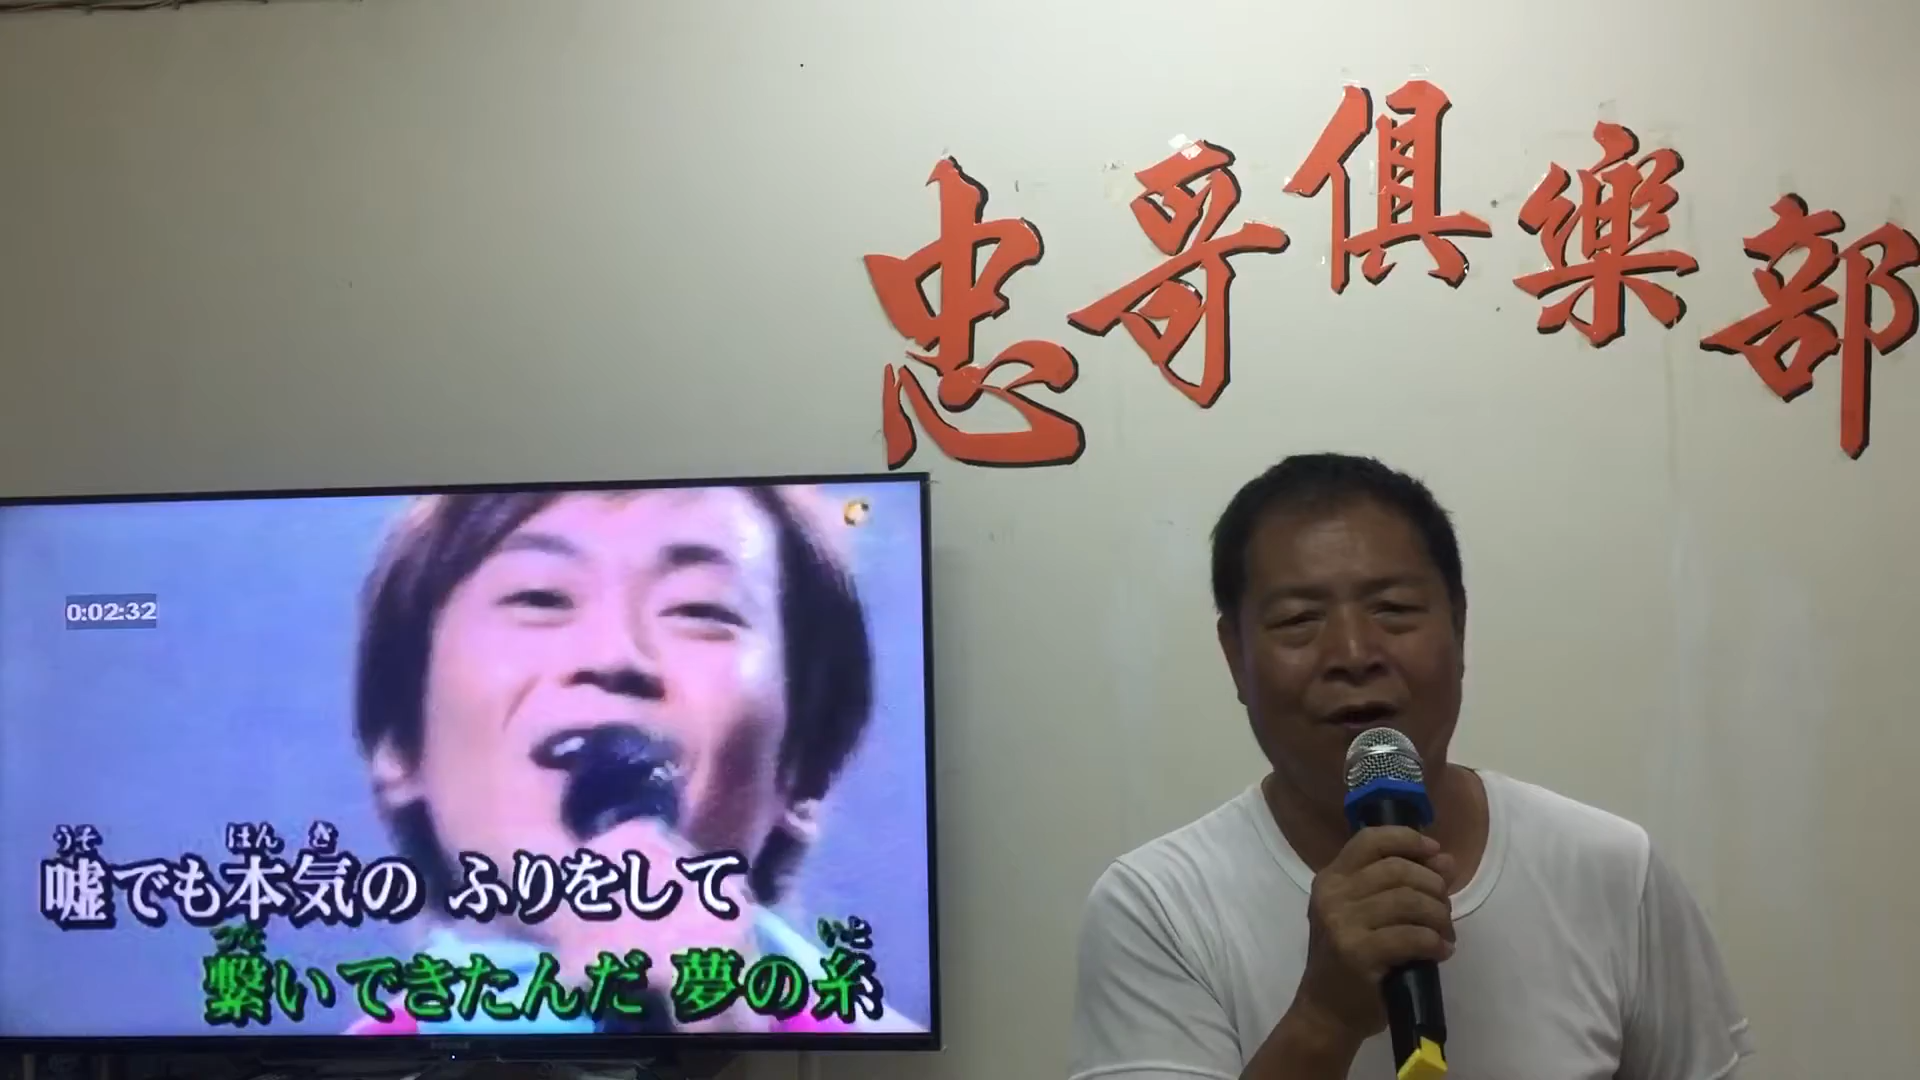 忠哥俱樂部
0:02:32
うそ はんき
嘘でも本気の ふりをして
つな いと
繋いできたんだ 夢の糸